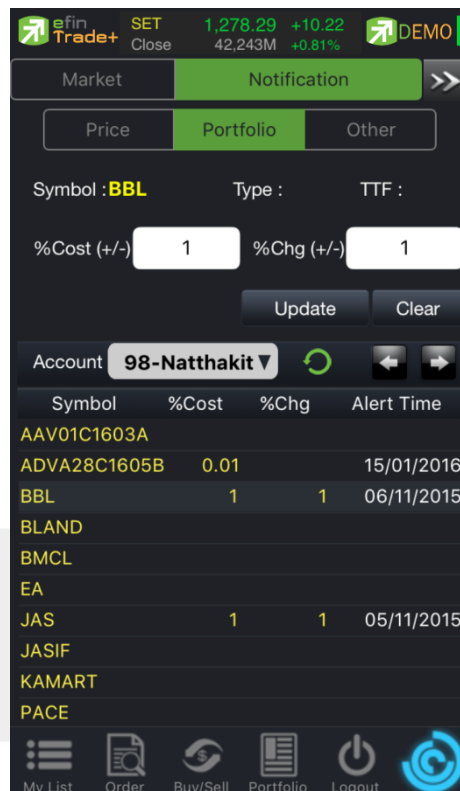 efin Trade+ SET 1,278.29 +10.22 DEMO
Close 42,243M +0.81%
Market Notification
Price Portfolio Other
Symbol : BBL Type : TTF :
%Cost (+/-) 1 %Chg (+/-) 1
Update Clear
Account 98-Natthakit
Symbol %Cost %Chg Alert Time
AAV01C1603A
ADVA28C1605B 0.01 15/01/2016
BBL 1 1 06/11/2015
BLAND
BMCL
EA
JAS 1 1 05/11/2015
JASIF
KAMART
PACE
My List Order Buy/Sell Portfolio Logout